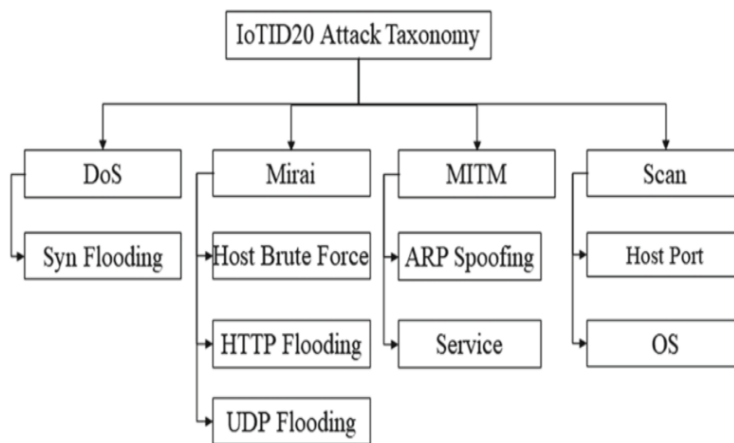 IoTID20 Attack Taxonomy
DoS
Mirai
MITM
Scan
Syn Flooding
Host Brute Force
ARP Spoofing
Host Port
HTTP Flooding
Service
OS
UDP Flooding